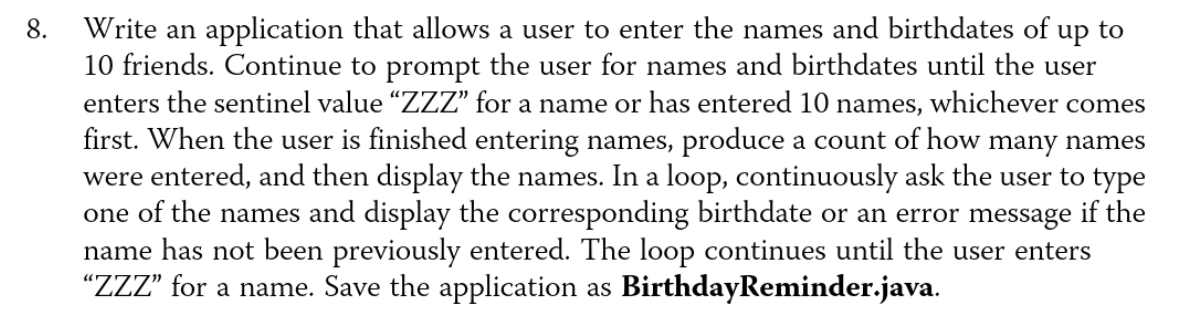 8. Write an application that allows a user to enter the names and birthdates of up to
10 friends. Continue to prompt the user for names and birthdates until the user
enters the sentinel value “ZZZ” for a name or has entered 10 names, whichever comes
first. When the user is finished entering names, produce a count of how many names
were entered, and then display the names. In a loop, continuously ask the user to type
one of the names and display the corresponding birthdate or an error message if the
name has not been previously entered. The loop continues until the user enters
“ZZZ” for a name. Save the application as BirthdayReminder.java.